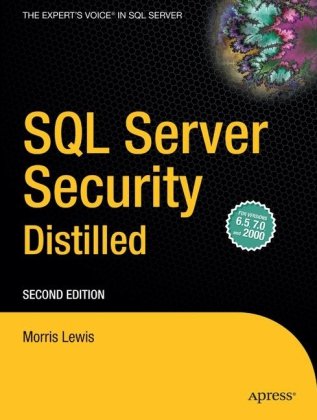 THE EXPERT'S VOICE® IN SQL SERVER
SQL Server
Security
Distilled
FOR VERSIONS
6.5 7.0
AND 2000
SECOND EDITION
Morris Lewis
Apress®